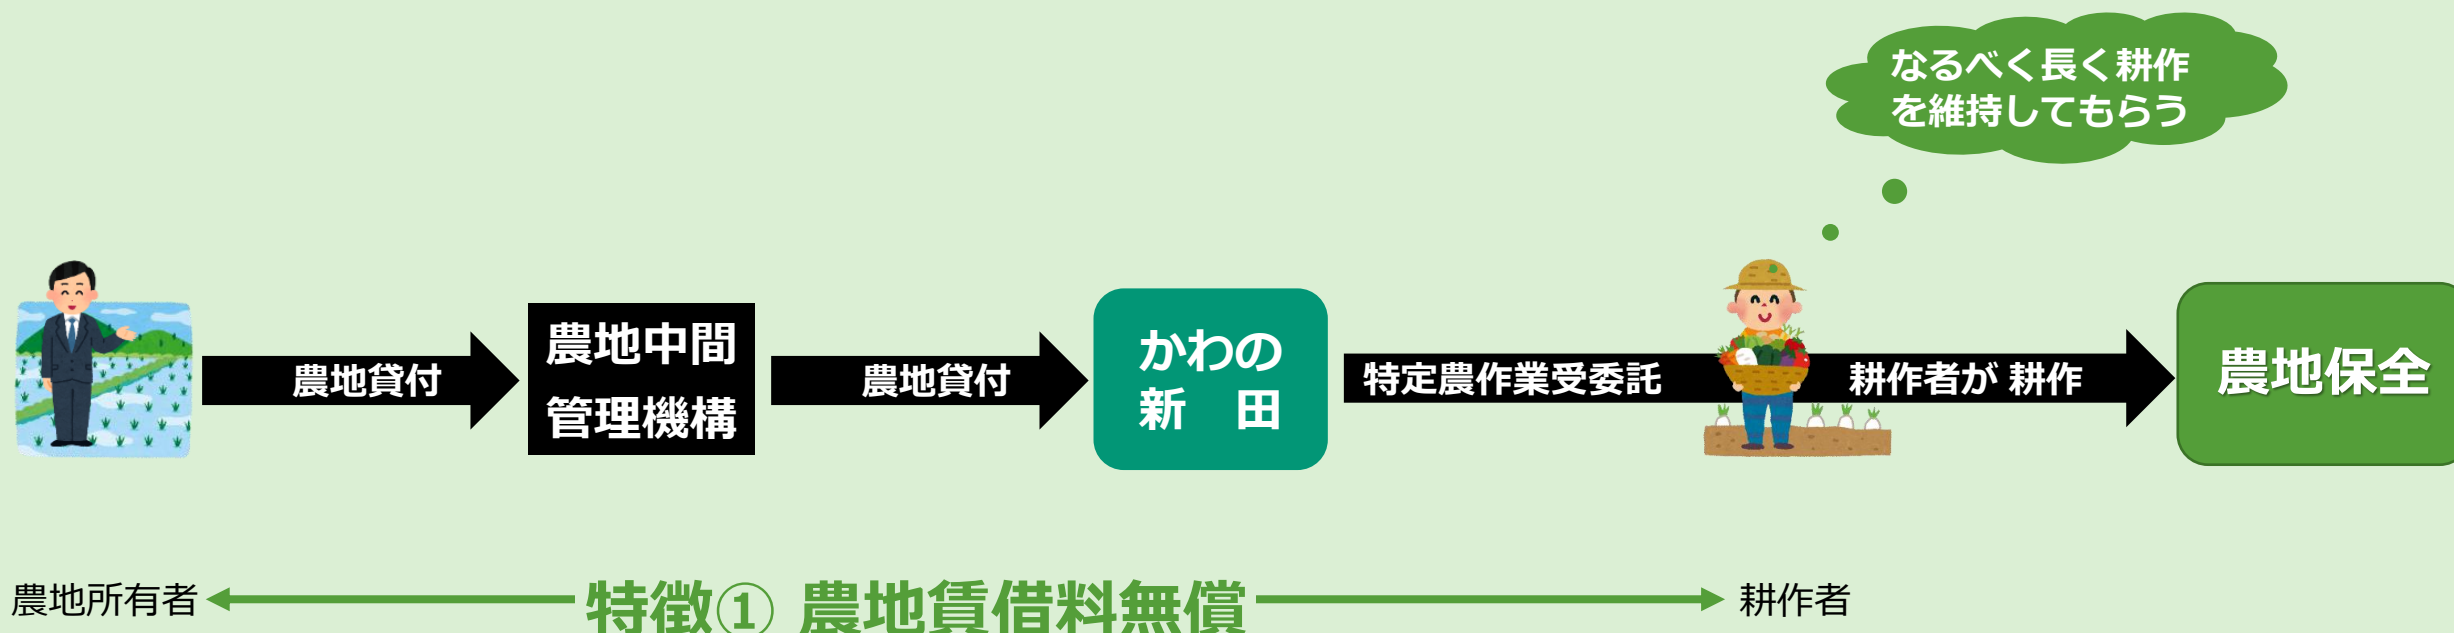 なるべく長く耕作
を維持してもらう
農地貸付
農地中間
管理機構
農地貸付
かわの
新　田
特定農作業受委託
耕作者が 耕作
農地保全
農地所有者
特徴① 農地賃借料無償
耕作者